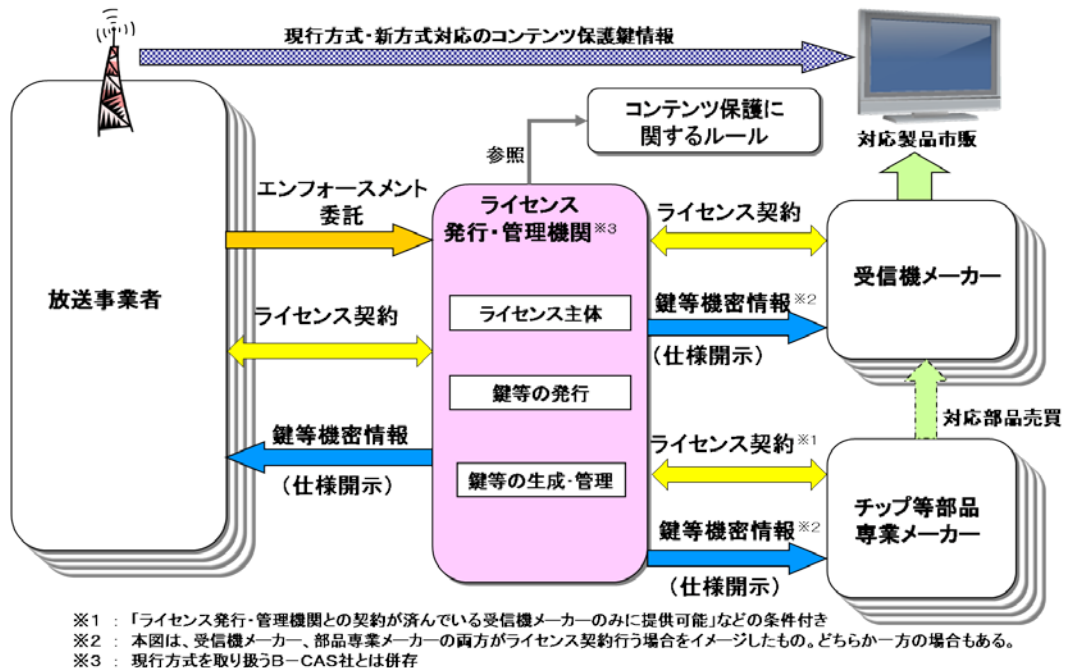 現行方式・新方式対応のコンテンツ保護鍵情報
コンテンツ保護に
関するルール
対応製品市販
参照
エンフォースメント
委託
ライセンス
発行・管理機関※3
ライセンス契約
放送事業者
受信機メーカー
ライセンス契約
ライセンス主体
鍵等機密情報※2
(仕様開示)
鍵等の発行
対応部品売買
鍵等機密情報
(仕様開示)
鍵等の生成・管理
ライセンス契約※1
チップ等部品
専業メーカー
鍵等機密情報※2
(仕様開示)
※1 : 「ライセンス発行・管理機関との契約が済んでいる受信機メーカーのみに提供可能」などの条件付き
※2 : 本図は、受信機メーカー、部品専業メーカーの両方がライセンス契約行う場合をイメージしたもの。どちらか一方の場合もある。
※3 : 現行方式を取り扱うB-CAS社とは併存